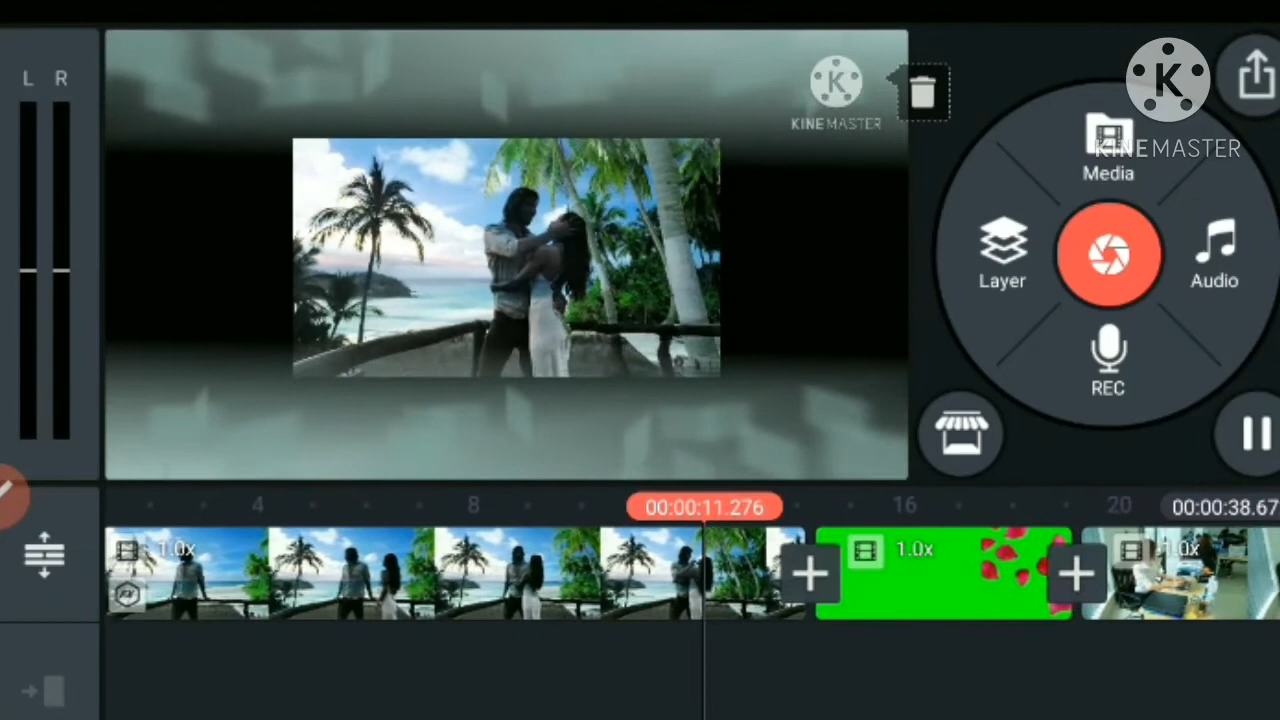 L R
KINEMASTER
KINEMASTER
Media
Layer
Audio
REC
4
8
00:00:11.276
16
20
00:00:38.67
1.0x
1.0x
1.0x